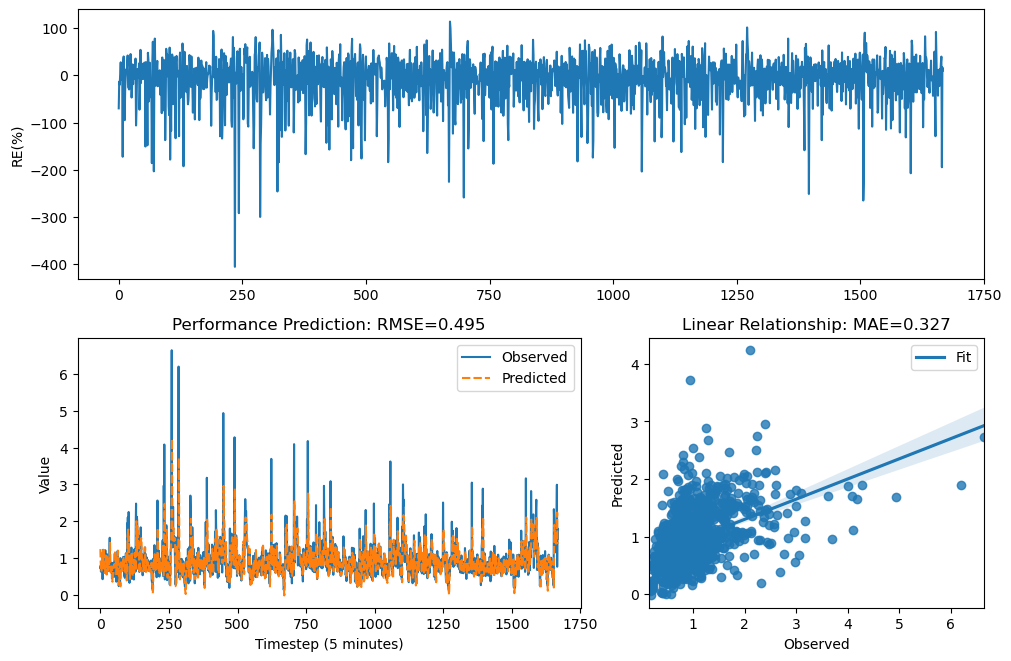 100
0
−100
−200
−300
−400
RE(%)
0 250 500 750 1000 1250 1500 1750
Performance Prediction: RMSE=0.495
Observed
Predicted
6
5
4
3
2
1
0
Value
0 250 500 750 1000 1250 1500 1750
Timestep (5 minutes)
Linear Relationship: MAE=0.327
Fit
4
3
2
1
0
Predicted
1 2 3 4 5 6
Observed